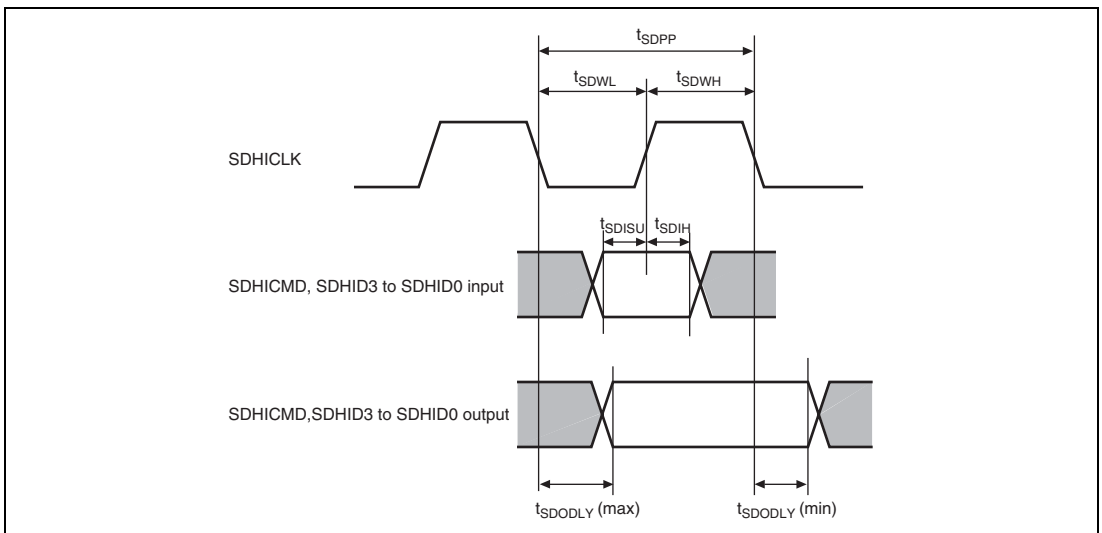 tSDPP
tSDWL tSDWH
SDHICLK
tSDISU tSDIH
SDHICMD, SDHID3 to SDHID0 input
SDHICMD,SDHID3 to SDHID0 output
tSDODLY (max) tSDODLY (min)